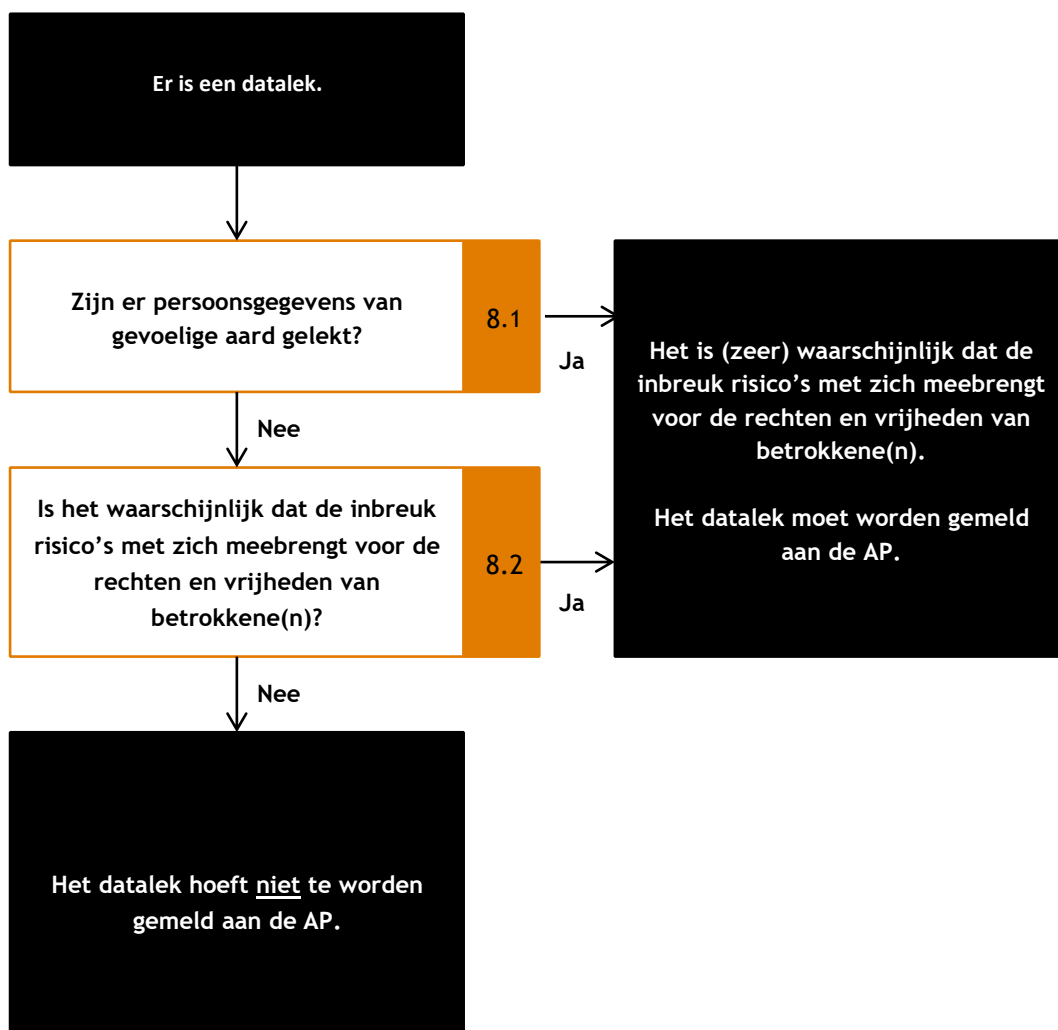 Er is een datalek.
Zijn er persoonsgegevens van
gevoelige aard gelekt?
8.1
Ja
Nee
Het is (zeer) waarschijnlijk dat de
inbreuk risico’s met zich meebrengt
voor de rechten en vrijheden van
betrokkene(n).
Het datalek moet worden gemeld
aan de AP.
Is het waarschijnlijk dat de inbreuk
risico’s met zich meebrengt voor de
rechten en vrijheden van
betrokkene(n)?
8.2
Ja
Nee
Het datalek hoeft niet te worden
gemeld aan de AP.